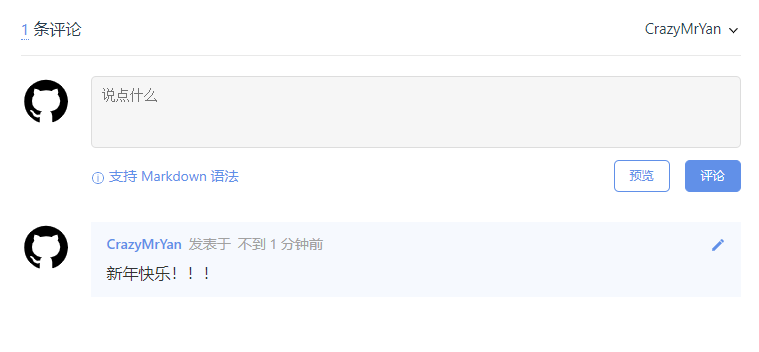 1 条评论
CrazyMrYan
说点什么
支持 Markdown 语法
预览
评论
CrazyMrYan 发表于 不到 1 分钟前
新年快乐！！！